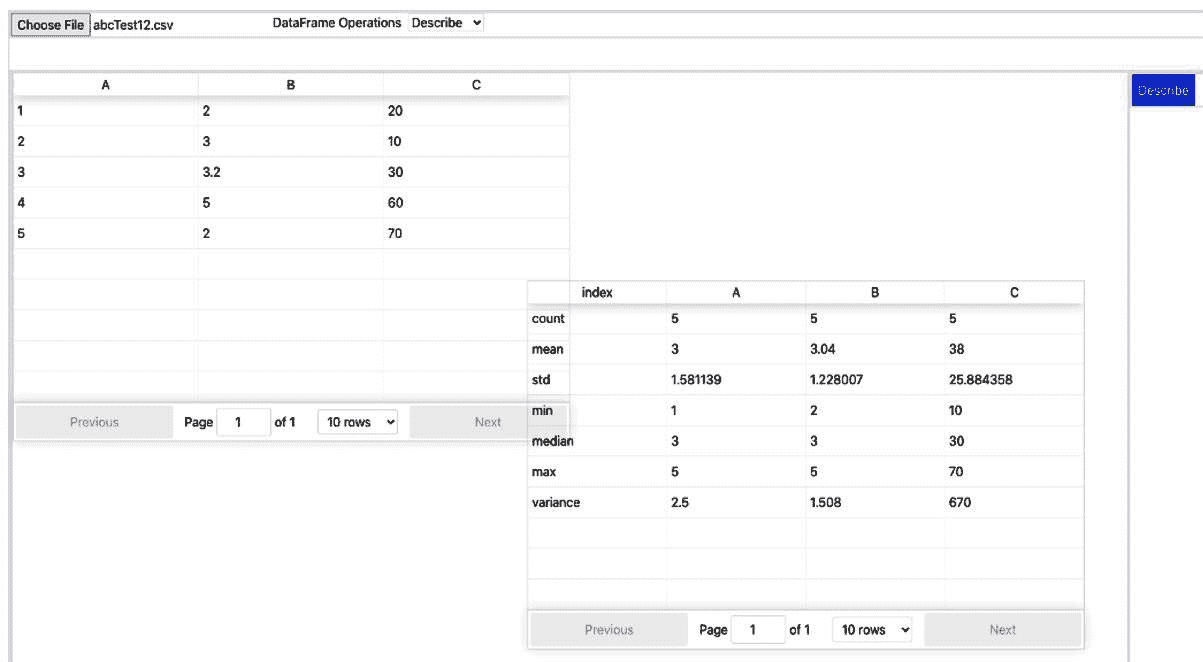 Choose File abcTest12.csv DataFrame Operations Describe
A B C
Describe
1 2 20
2 3 10
3 3.2 30
4 5 60
5 2 70
Previous Page 1 of 1 10 rows Next
index A B C
count 5 5 5
mean 3 3.04 38
std 1.581139 1.228007 25.884358
min 1 2 10
median 3 3 30
max 5 5 70
variance 2.5 1.508 670
Previous Page 1 of 1 10 rows Next